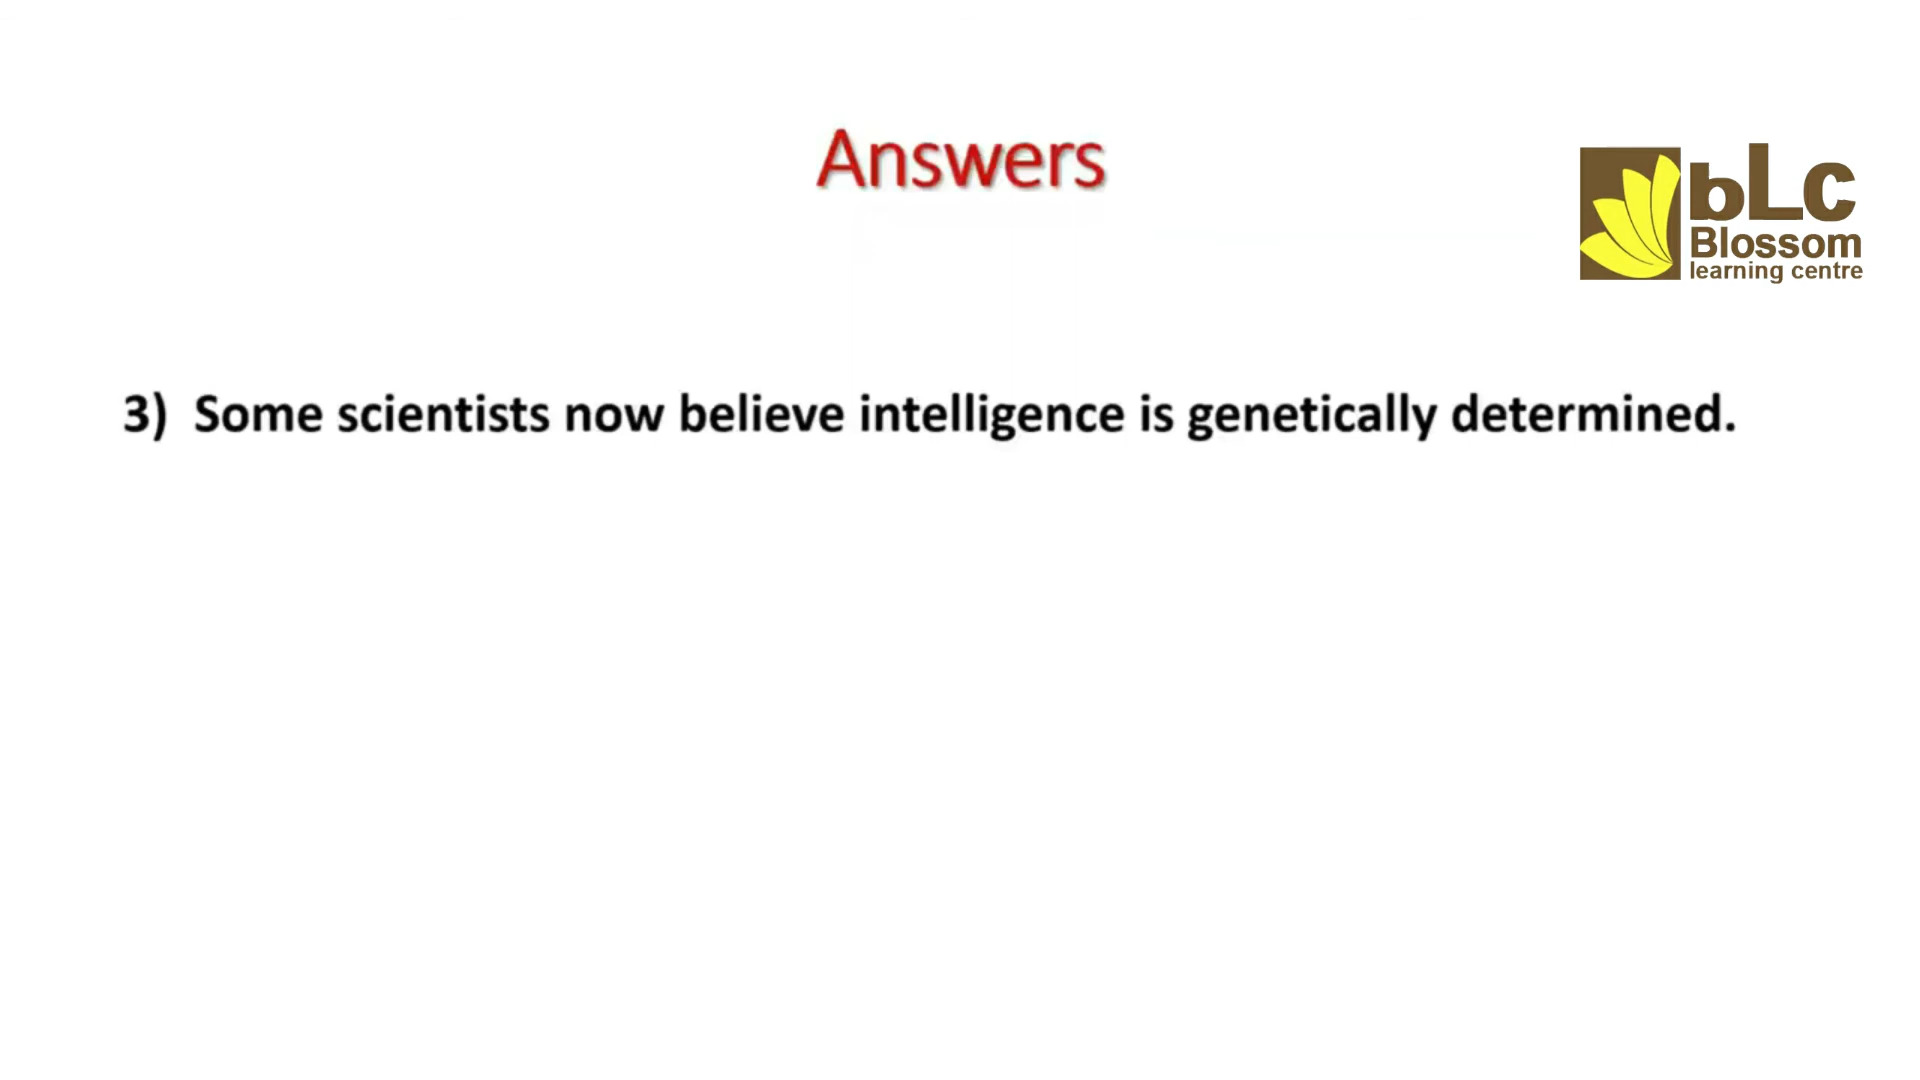 Answers
bLc
Blossom
learning centre
3) Some scientists now believe intelligence is genetically determined.